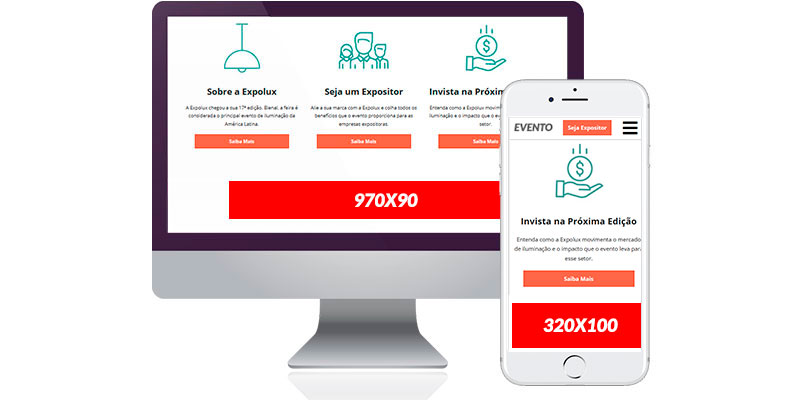 Sobre a Expolux
A Expolux chegou a sua 17ª edição. Bienal, a feira é
considerada o principal evento de iluminação da
América Latina.
Saiba Mais
Seja um Expositor
Alie a sua marca com a Expolux e colha todos os
benefícios que o evento proporciona para as
empresas expositoras.
Saiba Mais
Invista na Próxima
Entenda como a Expolux movim
iluminação e o impacto que o eve
setor.
Saiba Mais
970X90
EVENTO
Seja Expositor
Invista na Próxima Edição
Entenda como a Expolux movimenta o mercado
de iluminação e o impacto que o evento leva para
esse setor.
Saiba Mais
320X100